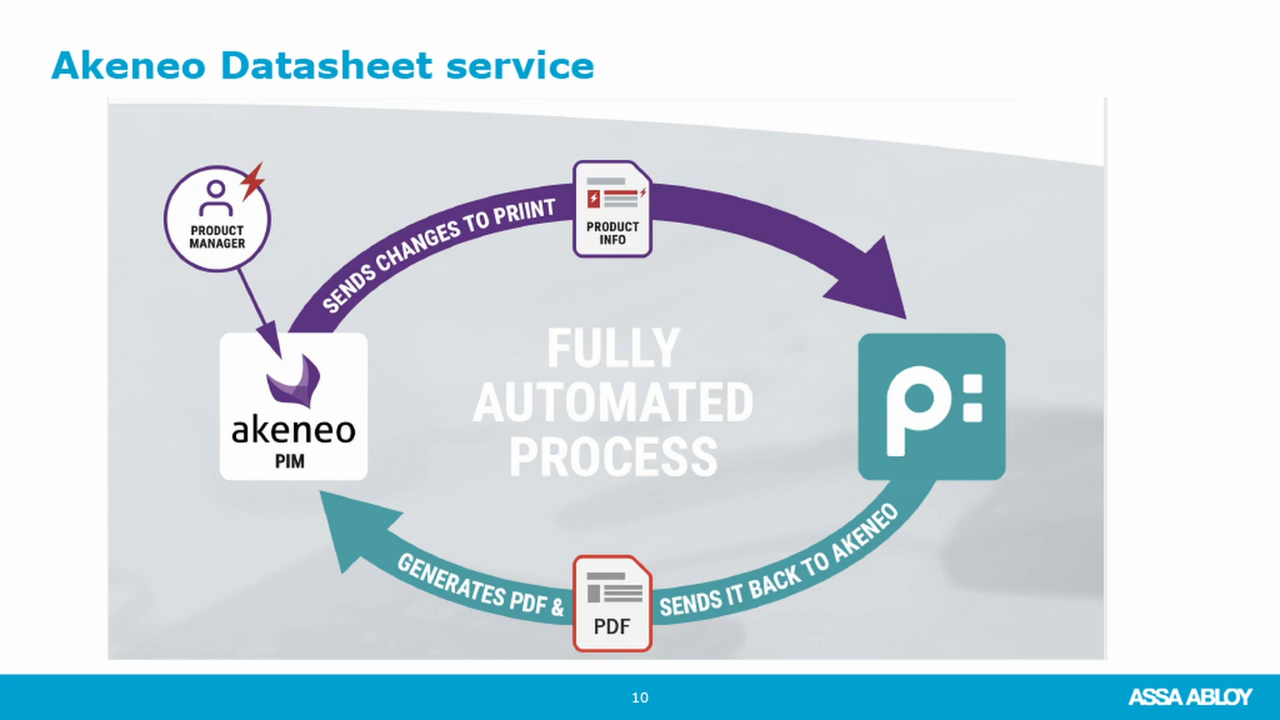 Akeneo Datasheet service
PRODUCT
MANAGER
SENDS CHANGES TO PRIINT
PRODUCT
INFO
FULLY
AUTOMATED
PROCESS
akeneo
PIM
p:
GENERATES PDF &
PDF
SENDS IT BACK TO AKENEO
10
ASSA ABLOY